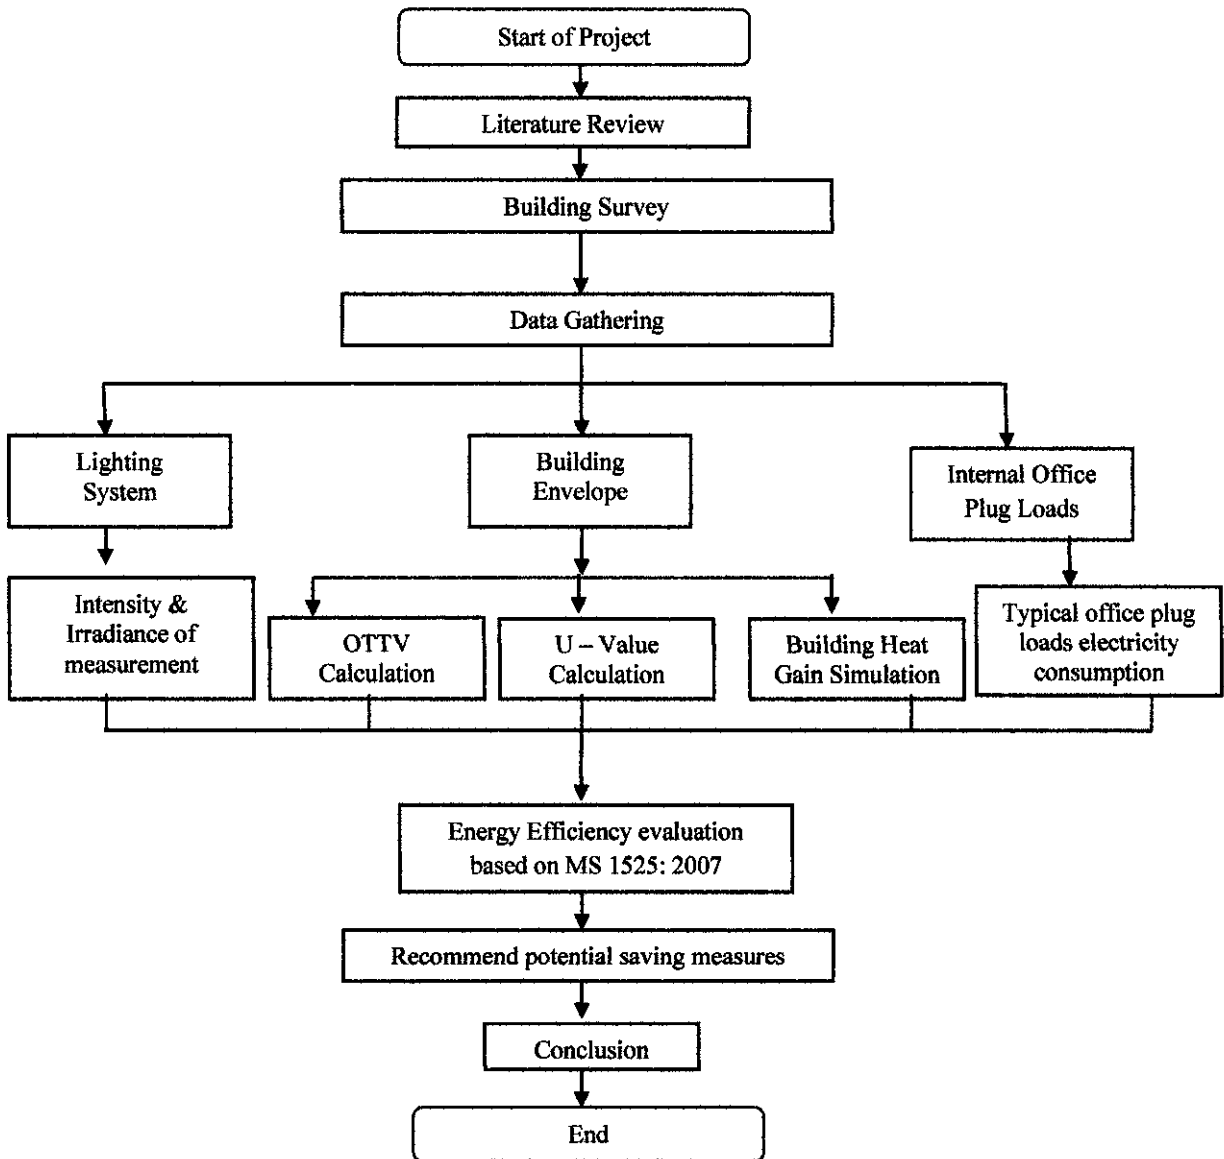 Start of Project
Literature Review
Building Survey
Data Gathering
Lighting
System
Building
Envelope
Internal Office
Plug Loads
Intensity &
Irradiance of
measurement
OTTV
Calculation
U – Value
Calculation
Building Heat
Gain Simulation
Typical office plug
loads electricity
consumption
Energy Efficiency evaluation
based on MS 1525: 2007
Recommend potential saving measures
Conclusion
End